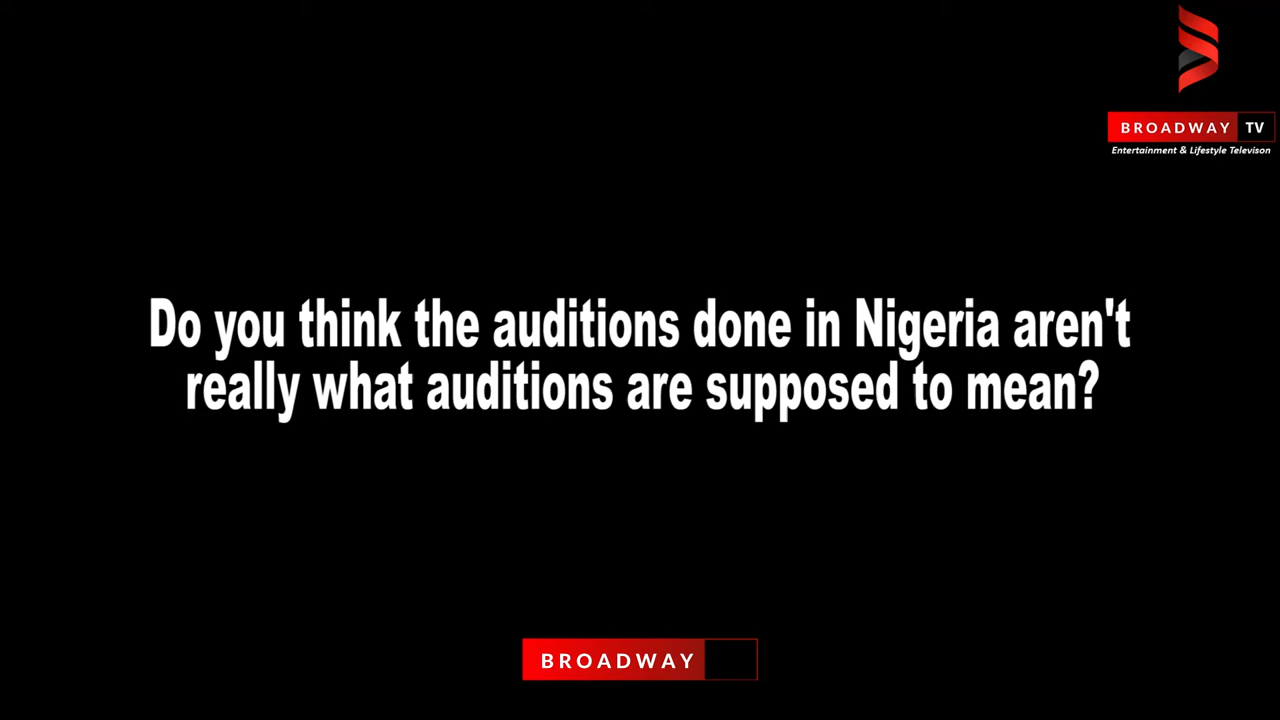 BROADWAY TV
Entertainment & Lifestyle Televison
Do you think the auditions done in Nigeria aren't
really what auditions are supposed to mean?
BROADWAY